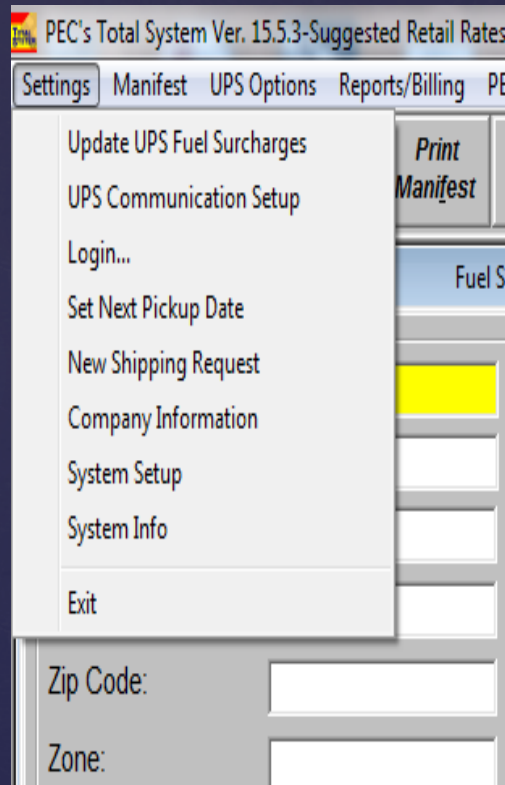 PEC's Total System Ver. 15.5.3-Suggested Retail Rates
Settings Manifest UPS Options Reports/Billing
Update UPS Fuel Surcharges
UPS Communication Setup
Login...
Set Next Pickup Date
New Shipping Request
Company Information
System Setup
System Info
Exit
Print
Manifest
Fuel S
Zip Code:
Zone: